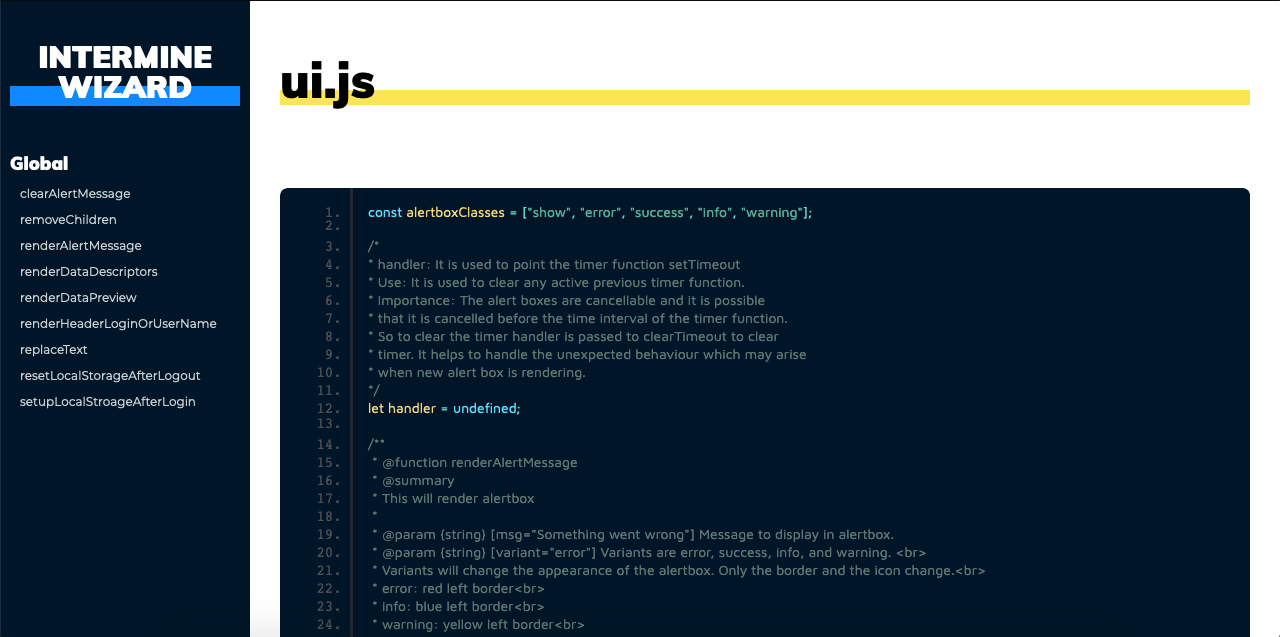 INTERMINE
WIZARD
Global
clearAlertMessage
removeChildren
renderAlertMessage
renderDataDescriptors
renderDataPreview
renderHeaderLoginOrUserName
replaceText
resetLocalStorageAfterLogout
setupLocalStroageAfterLogin
ui.js
1. const alertboxClasses = ["show", "error", "success", "info", "warning"];
2.
3. /*
4. * handler: It is used to point the timer function setTimeout
5. * Use: It is used to clear any active previous timer function.
6. * Importance: The alert boxes are cancellable and it is possible
7. * that it is cancelled before the time interval of the timer function.
8. * So to clear the timer handler is passed to clearTimeout to clear
9. * timer. It helps to handle the unexpected behaviour which may arise
10. * when new alert box is rendering.
11. */
12. let handler = undefined;
13.
14. /**
15. * @function renderAlertMessage
16. * @summary
17. * This will render alertbox
18. *
19. * @param {string} [msg="Something went wrong"] Message to display in alertbox.
20. * @param {string} [variant="error"] Variants are error, success, info, and warning. <br>
21. * Variants will change the appearance of the alertbox. Only the border and the icon change.<br>
22. * error: red left border<br>
23. * info: blue left border<br>
24. * warning: yellow left border<br>